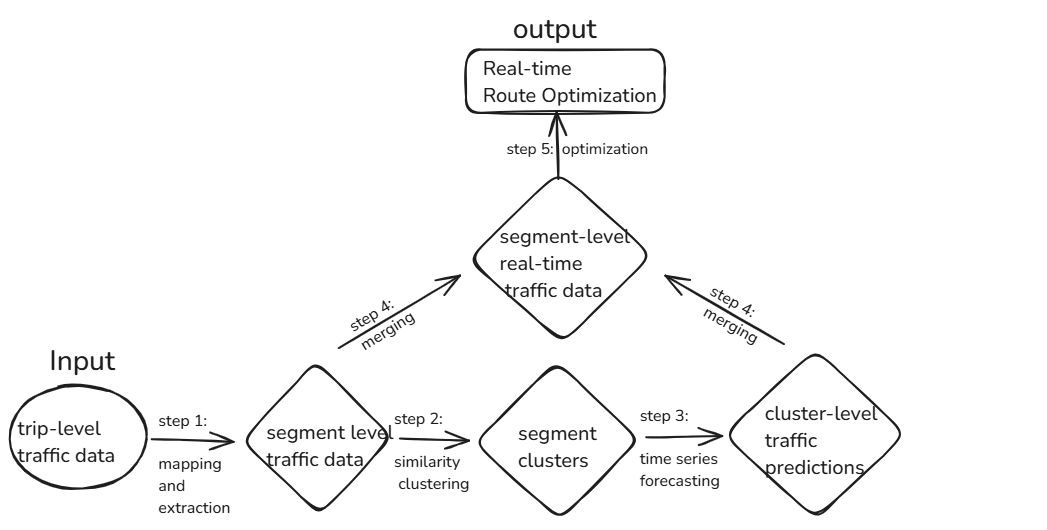 output
Real-time
Route Optimization
step 5: optimization
segment-level
real-time
traffic data
step 4:
merging
step 4:
merging
Input
trip-level
traffic data
step 1:
mapping
and
extraction
segment level
traffic data
step 2:
similarity
clustering
segment
clusters
step 3:
time series
forecasting
cluster-level
traffic
predictions